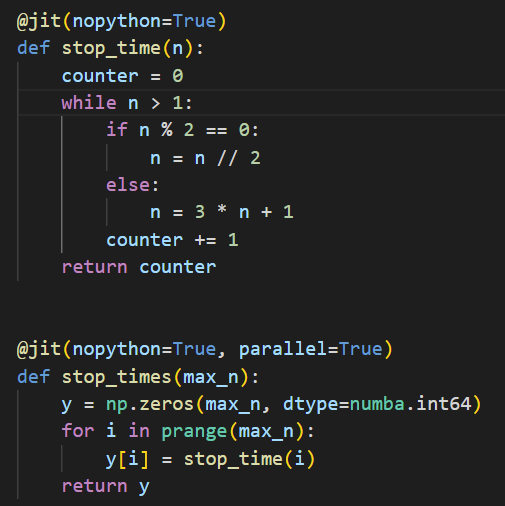 @jit(nopython=True)
def stop_time(n):
    counter = 0
    while n > 1:
        if n % 2 == 0:
            n = n // 2
        else:
            n = 3 * n + 1
        counter += 1
    return counter
@jit(nopython=True, parallel=True)
def stop_times(max_n):
    y = np.zeros(max_n, dtype=numba.int64)
    for i in prange(max_n):
        y[i] = stop_time(i)
    return y